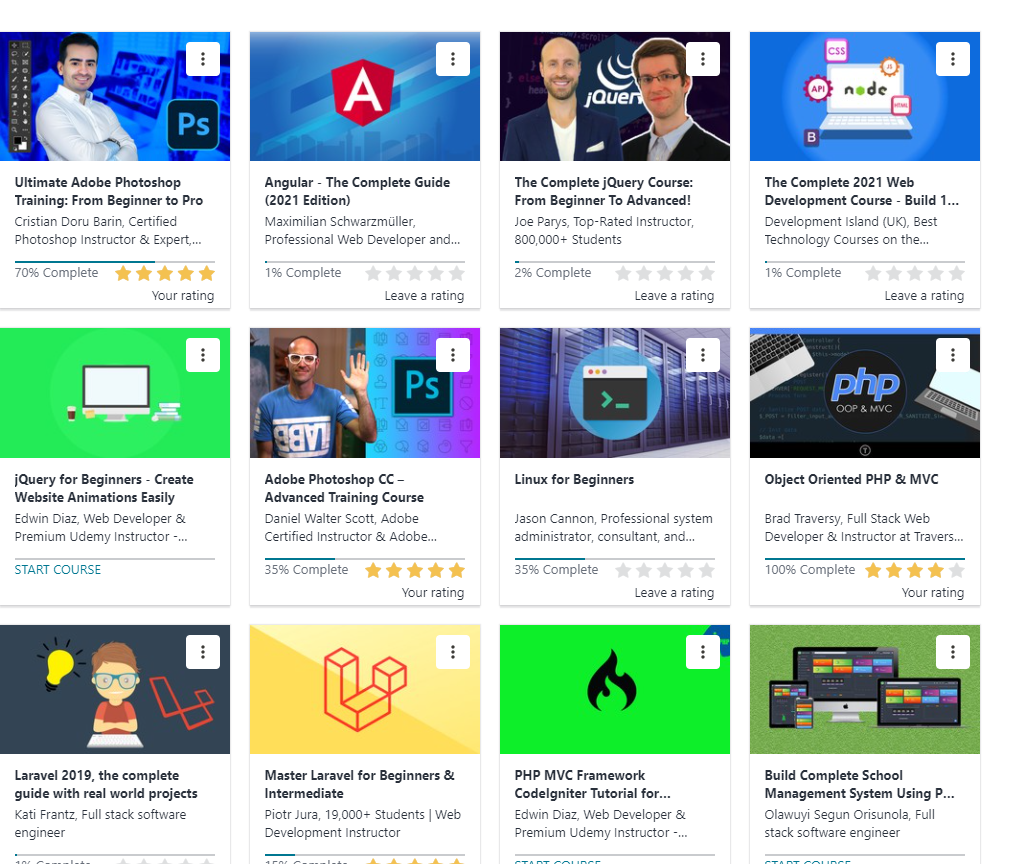 Ps
A
jQuery
CSS
JS
API
node
HTML
B
Ultimate Adobe Photoshop
Training: From Beginner to Pro
Cristian Doru Barin, Certified
Photoshop Instructor & Expert,...
70% Complete
Your rating
Angular - The Complete Guide
(2021 Edition)
Maximilian Schwarzmüller,
Professional Web Developer and...
1% Complete
Leave a rating
The Complete jQuery Course:
From Beginner To Advanced!
Joe Parys, Top-Rated Instructor,
800,000+ Students
2% Complete
Leave a rating
The Complete 2021 Web
Development Course - Build 1...
Development Island (UK), Best
Technology Courses on the...
1% Complete
Leave a rating
Ps
php
OOP & MVC
jQuery for Beginners - Create
Website Animations Easily
Edwin Diaz, Web Developer &
Premium Udemy Instructor -...
START COURSE
Adobe Photoshop CC –
Advanced Training Course
Daniel Walter Scott, Adobe
Certified Instructor & Adobe...
35% Complete
Your rating
Linux for Beginners
Jason Cannon, Professional system
administrator, consultant, and...
35% Complete
Leave a rating
Object Oriented PHP & MVC
Brad Traversy, Full Stack Web
Developer & Instructor at Travers...
100% Complete
Your rating
Laravel 2019, the complete
guide with real world projects
Kati Frantz, Full stack software
engineer
1% Complete
Master Laravel for Beginners &
Intermediate
Piotr Jura, 19,000+ Students | Web
Development Instructor
15% Complete
PHP MVC Framework
CodeIgniter Tutorial for...
Edwin Diaz, Web Developer &
Premium Udemy Instructor -...
START COURSE
Build Complete School
Management System Using P...
Olawuyi Segun Orisunola, Full
stack software engineer
START COURSE